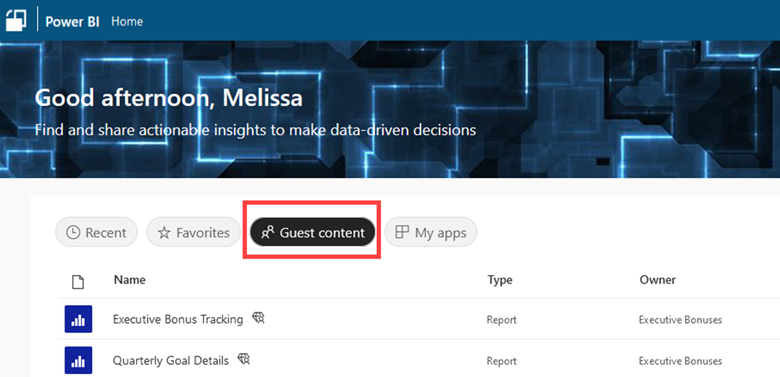 Power BI Home
Good afternoon, Melissa
Find and share actionable insights to make data-driven decisions
Recent Favorites Guest content My apps
Name Type Owner
Executive Bonus Tracking Report Executive Bonuses
Quarterly Goal Details Report Executive Bonuses